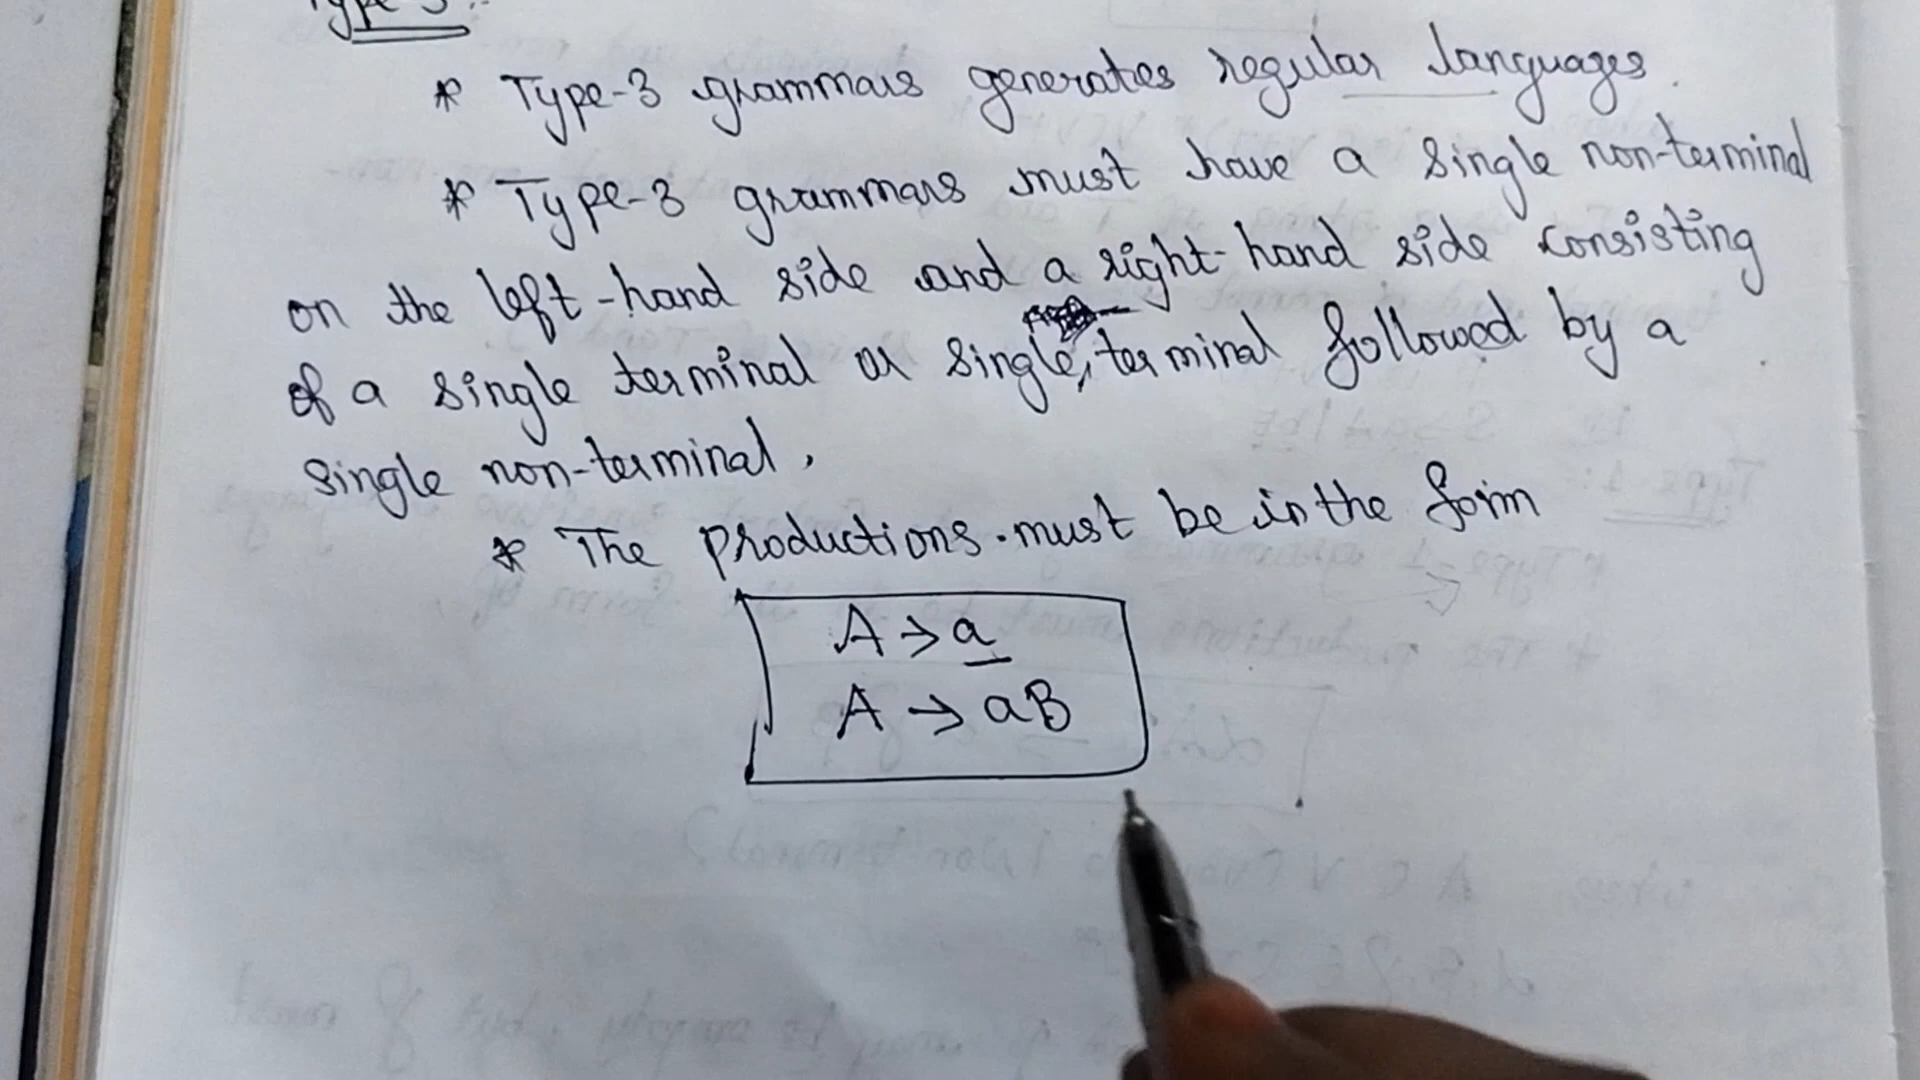 Type-3:
* Type-3 grammars generates regular languages.
* Type-3 grammars must have a single non-terminal
on the left-hand side and a right-hand side consisting
of a single terminal or single, terminal followed by a
single non-terminal,
* The productions must be in the form
A → a
A → aB